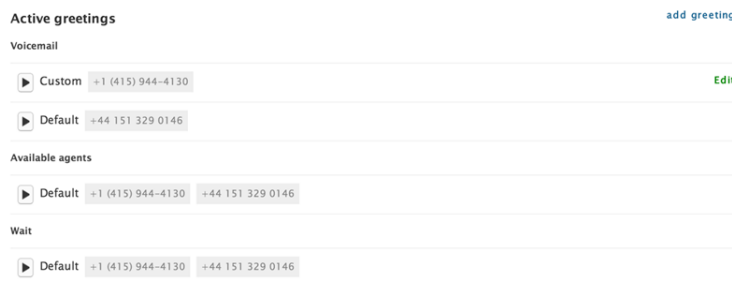 Active greetings add greeting
Voicemail
Custom +1 (415) 944-4130 Edit
Default +44 151 329 0146
Available agents
Default +1 (415) 944-4130 +44 151 329 0146
Wait
Default +1 (415) 944-4130 +44 151 329 0146